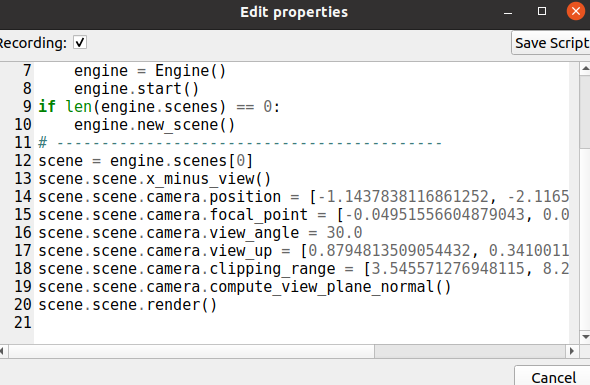 Edit properties
Recording:
Save Script
7 engine = Engine()
8 engine.start()
9 if len(engine.scenes) == 0:
10 engine.new_scene()
11 # -------------------------------------------
12 scene = engine.scenes[0]
13 scene.scene.x_minus_view()
14 scene.scene.camera.position = [-1.1437838116861252, -2.1165
15 scene.scene.camera.focal_point = [-0.04951556604879043, 0.0
16 scene.scene.camera.view_angle = 30.0
17 scene.scene.camera.view_up = [0.8794813509054432, 0.3410011
18 scene.scene.camera.clipping_range = [3.545571276948115, 8.2
19 scene.scene.camera.compute_view_plane_normal()
20 scene.scene.render()
21
Cancel